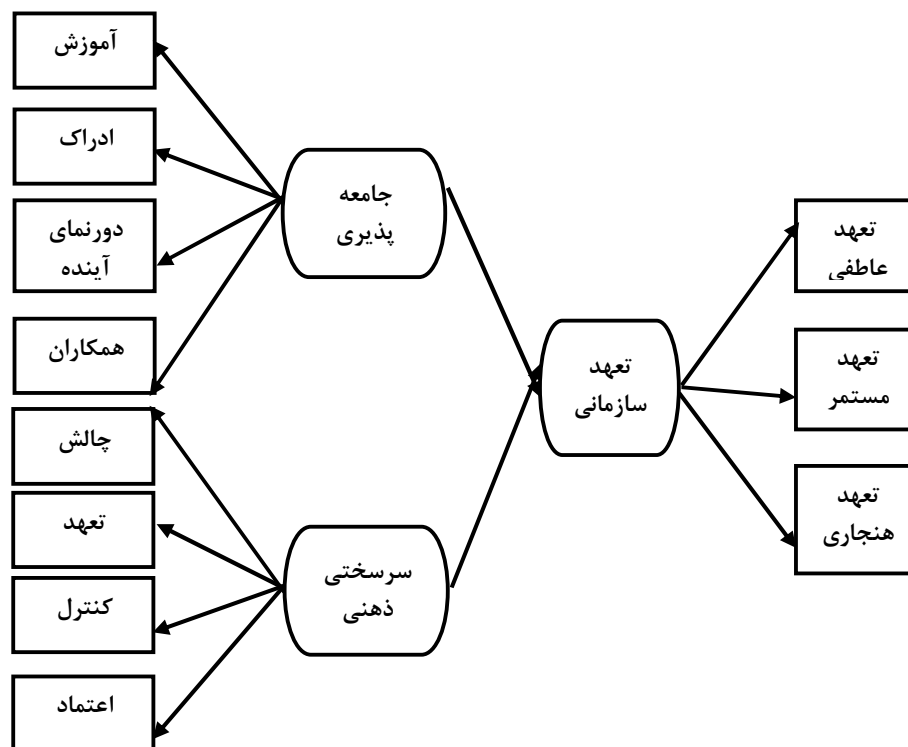 آموزش
ادراک
دورنمای
آینده
همکاران
چالش
تعهد
کنترل
اعتماد
جامعه
پذیری
سرسختی
ذهنی
تعهد
سازمانی
تعهد
عاطفی
تعهد
مستمر
تعهد
هنجاری